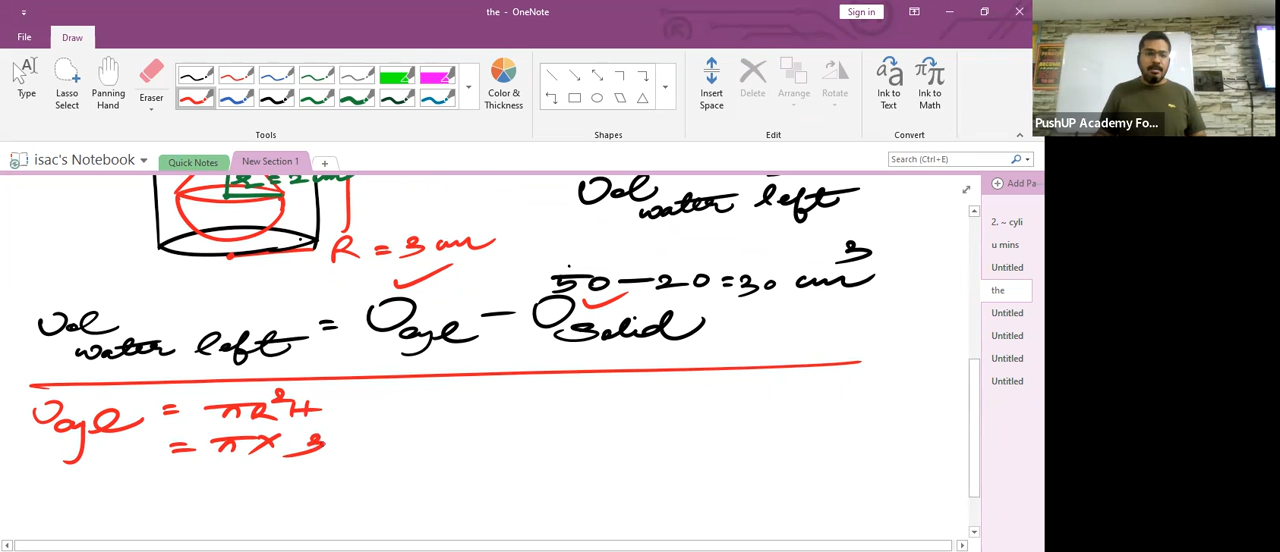 the - OneNote
Sign in
File
Draw
Type
Lasso Select
Panning Hand
Eraser
Color & Thickness
Insert Space
Delete
Arrange
Rotate
Ink to Text
Ink to Math
Tools
Shapes
Edit
Convert
PushUP Academy Fo...
isac's Notebook
Quick Notes
New Section 1
Search (Ctrl+E)
Add Pa
2. ~ cyli
u mins
Untitled
the
Untitled
Untitled
Untitled
Untitled
r = 2 cm
R = 3 cm
Vol water left
50 - 20 = 30 cm³
Vol water left = Vcyl - Vsolid
Vcyl = πR²H
= π × 3